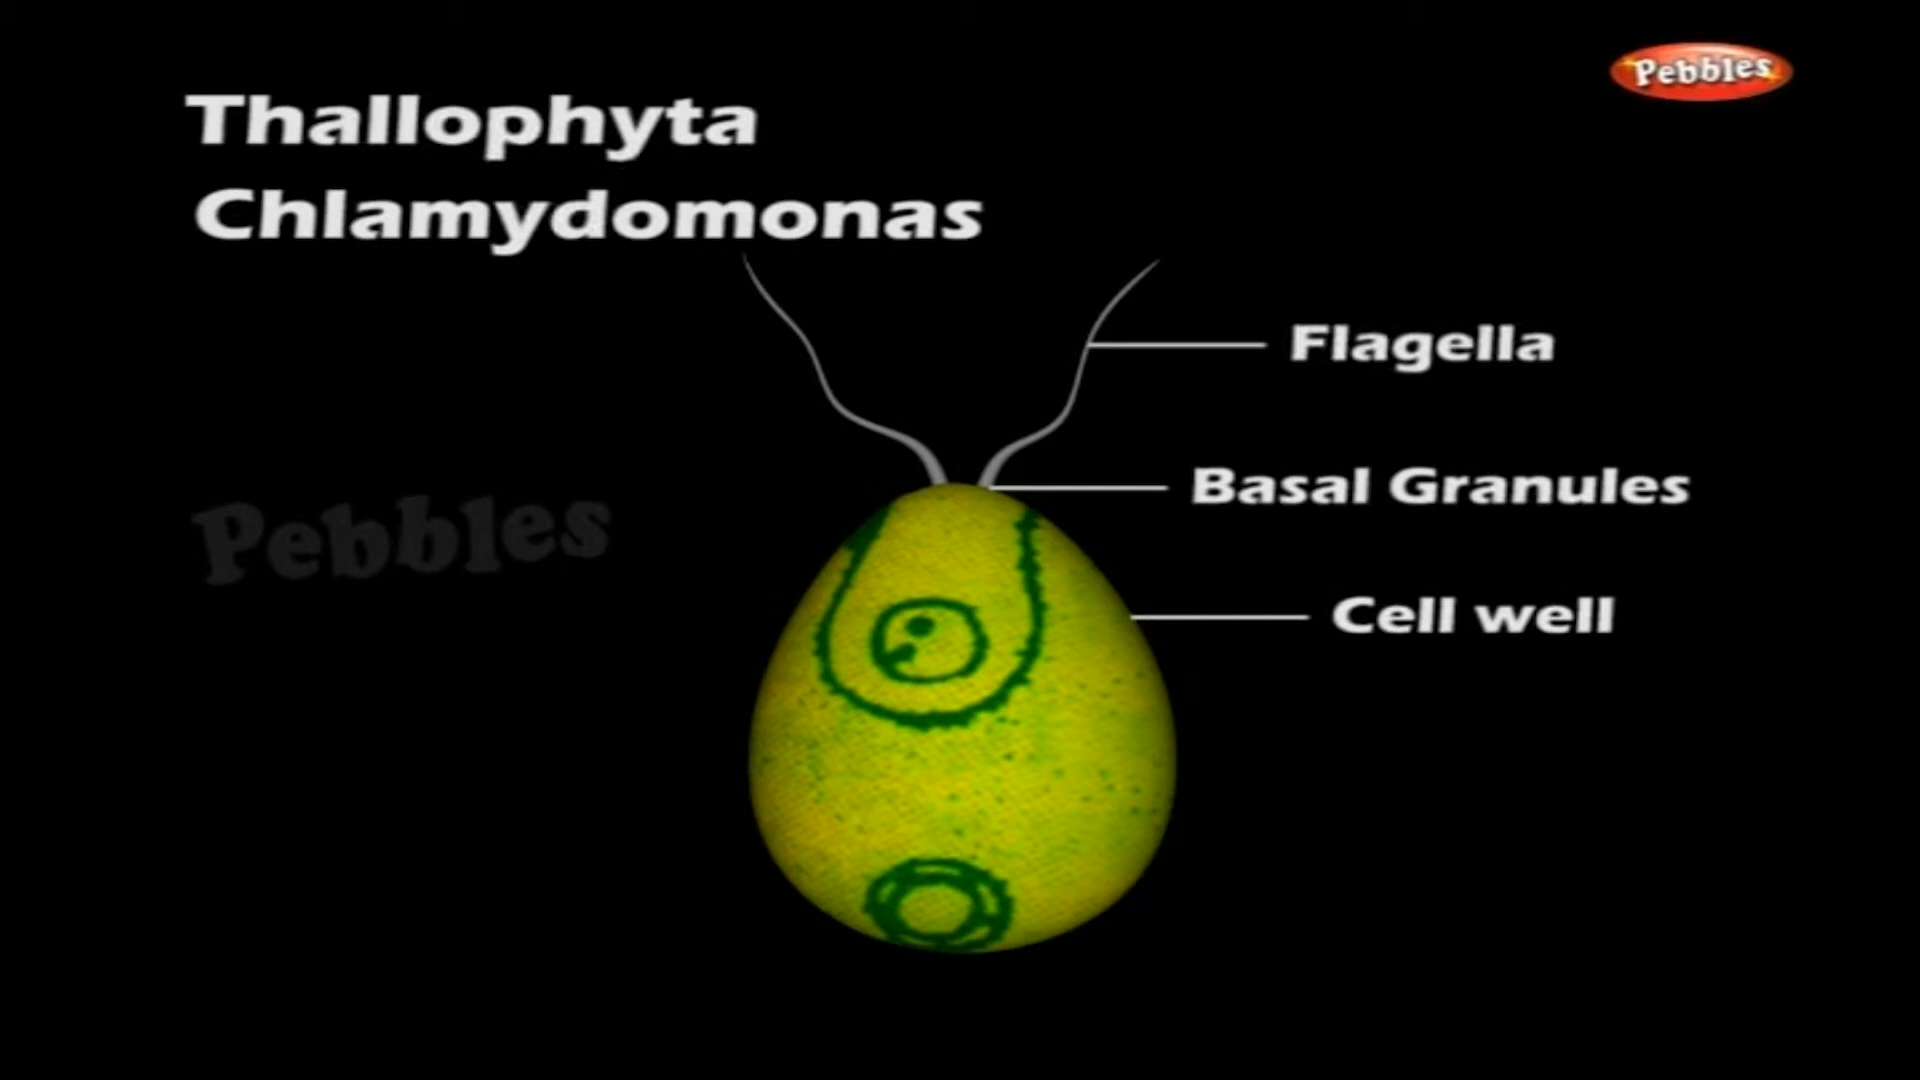 Pebbles
Thallophyta
Chlamydomonas
Flagella
Basal Granules
Pebbles
Cell well